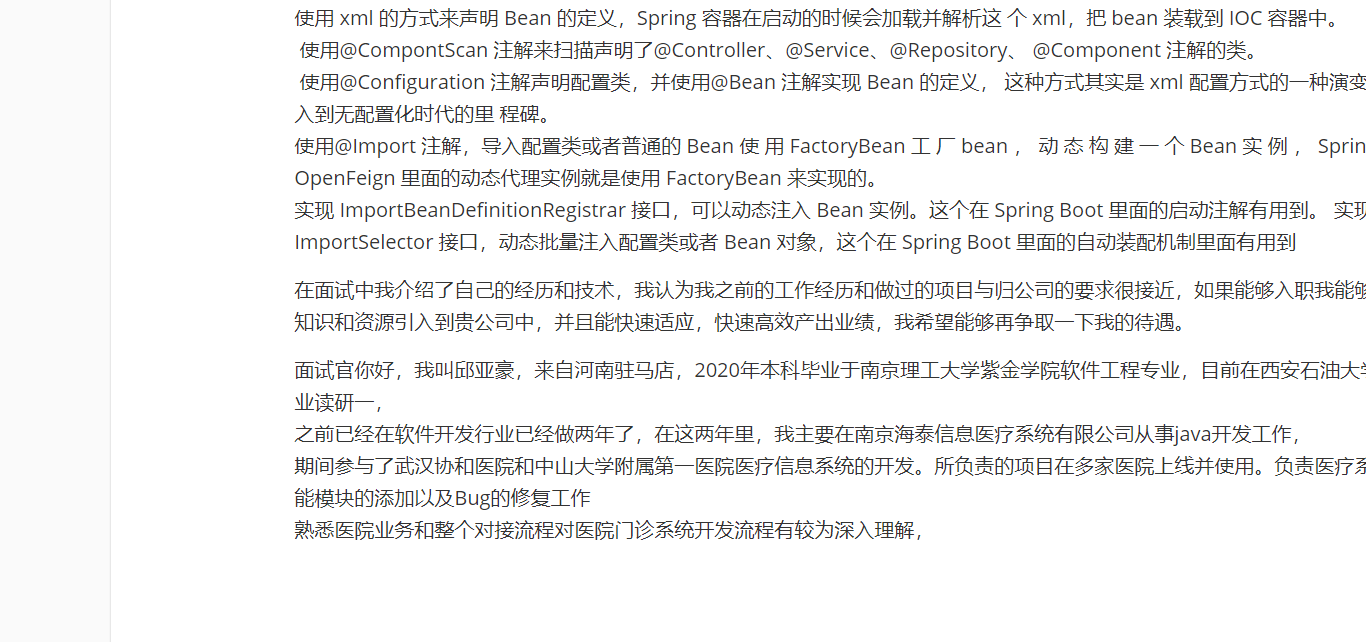 使用 xml 的方式来声明 Bean 的定义，Spring 容器在启动的时候会加载并解析这 个 xml，把 bean 装载到 IOC 容器中。
使用@CompontScan 注解来扫描声明了@Controller、@Service、@Repository、 @Component 注解的类。
使用@Configuration 注解声明配置类，并使用@Bean 注解实现 Bean 的定义， 这种方式其实是 xml 配置方式的一种演变
入到无配置化时代的里 程碑。
使用@Import 注解，导入配置类或者普通的 Bean 使 用 FactoryBean 工 厂 bean ， 动 态 构 建 一 个 Bean 实 例 ， Sprin
OpenFeign 里面的动态代理实例就是使用 FactoryBean 来实现的。
实现 ImportBeanDefinitionRegistrar 接口，可以动态注入 Bean 实例。这个在 Spring Boot 里面的启动注解有用到。 实现
ImportSelector 接口，动态批量注入配置类或者 Bean 对象，这个在 Spring Boot 里面的自动装配机制里面有用到
在面试中我介绍了自己的经历和技术，我认为我之前的工作经历和做过的项目与归公司的要求很接近，如果能够入职我能够
知识和资源引入到贵公司中，并且能快速适应，快速高效产出业绩，我希望能够再争取一下我的待遇。
面试官你好，我叫邱亚豪，来自河南驻马店，2020年本科毕业于南京理工大学紫金学院软件工程专业，目前在西安石油大学
业读研一，
之前已经在软件开发行业已经做两年了，在这两年里，我主要在南京海泰信息医疗系统有限公司从事java开发工作，
期间参与了武汉协和医院和中山大学附属第一医院医疗信息系统的开发。所负责的项目在多家医院上线并使用。负责医疗系
能模块的添加以及Bug的修复工作
熟悉医院业务和整个对接流程对医院门诊系统开发流程有较为深入理解，